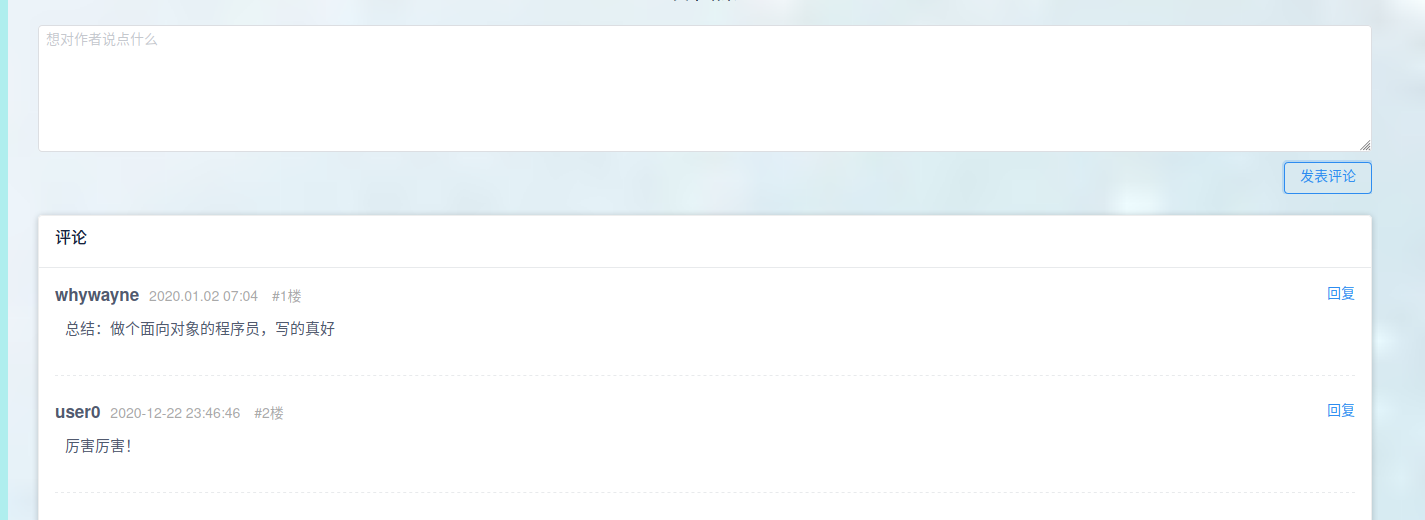 想对作者说点什么
发表评论
评论
whywayne 2020.01.02 07:04 #1楼 回复
总结：做个面向对象的程序员，写的真好
user0 2020-12-22 23:46:46 #2楼 回复
厉害厉害！